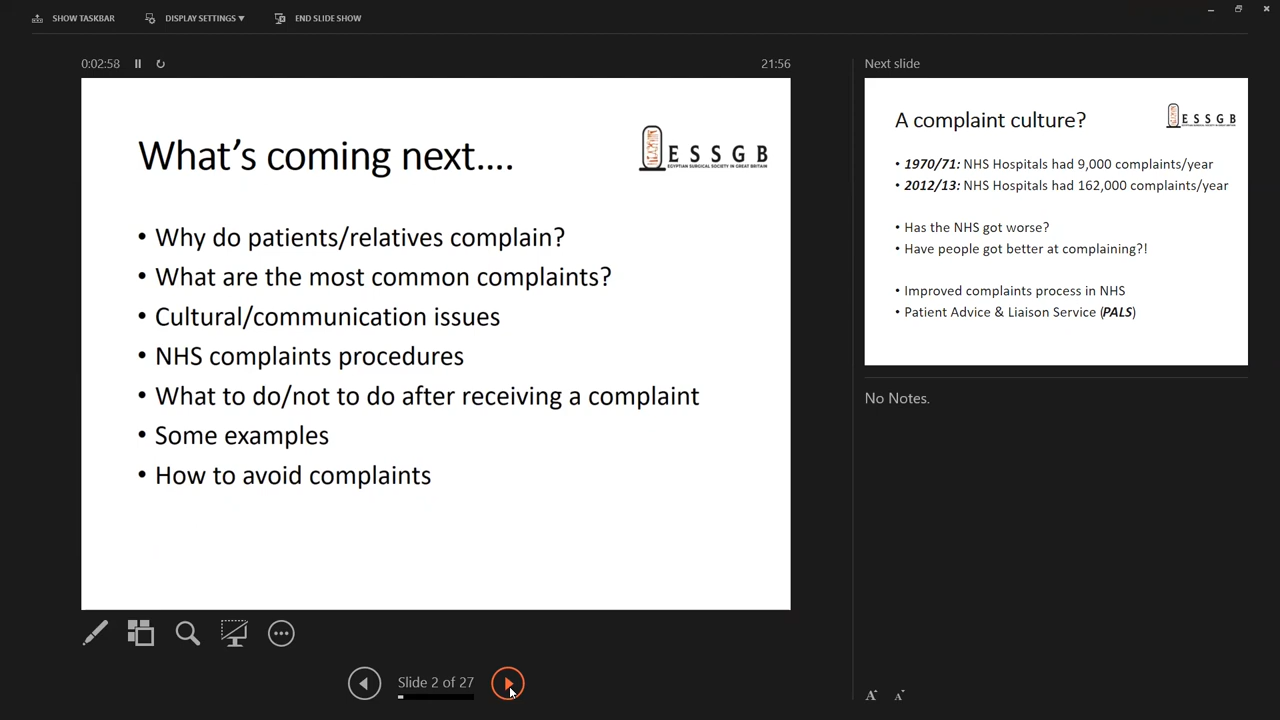 SHOW TASKBAR DISPLAY SETTINGS ▼ END SLIDE SHOW
0:02:58 21:56
What's coming next....
ESSGB
EGYPTIAN SURGICAL SOCIETY IN GREAT BRITAIN
• Why do patients/relatives complain?
• What are the most common complaints?
• Cultural/communication issues
• NHS complaints procedures
• What to do/not to do after receiving a complaint
• Some examples
• How to avoid complaints
Slide 2 of 27
Next slide
A complaint culture?
ESSGB
• 1970/71: NHS Hospitals had 9,000 complaints/year
• 2012/13: NHS Hospitals had 162,000 complaints/year
• Has the NHS got worse?
• Have people got better at complaining?!
• Improved complaints process in NHS
• Patient Advice & Liaison Service (PALS)
No Notes.
A A